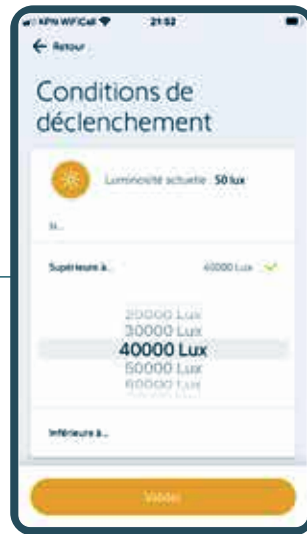 KPN WiFiCall 21:52
← Retour
Conditions de
déclenchement
Luminosité actuelle : 50 lux
Si...
Supérieure à... 40000 Lux
20000 Lux
30000 Lux
40000 Lux
50000 Lux
60000 Lux
Inférieure à...
Valider